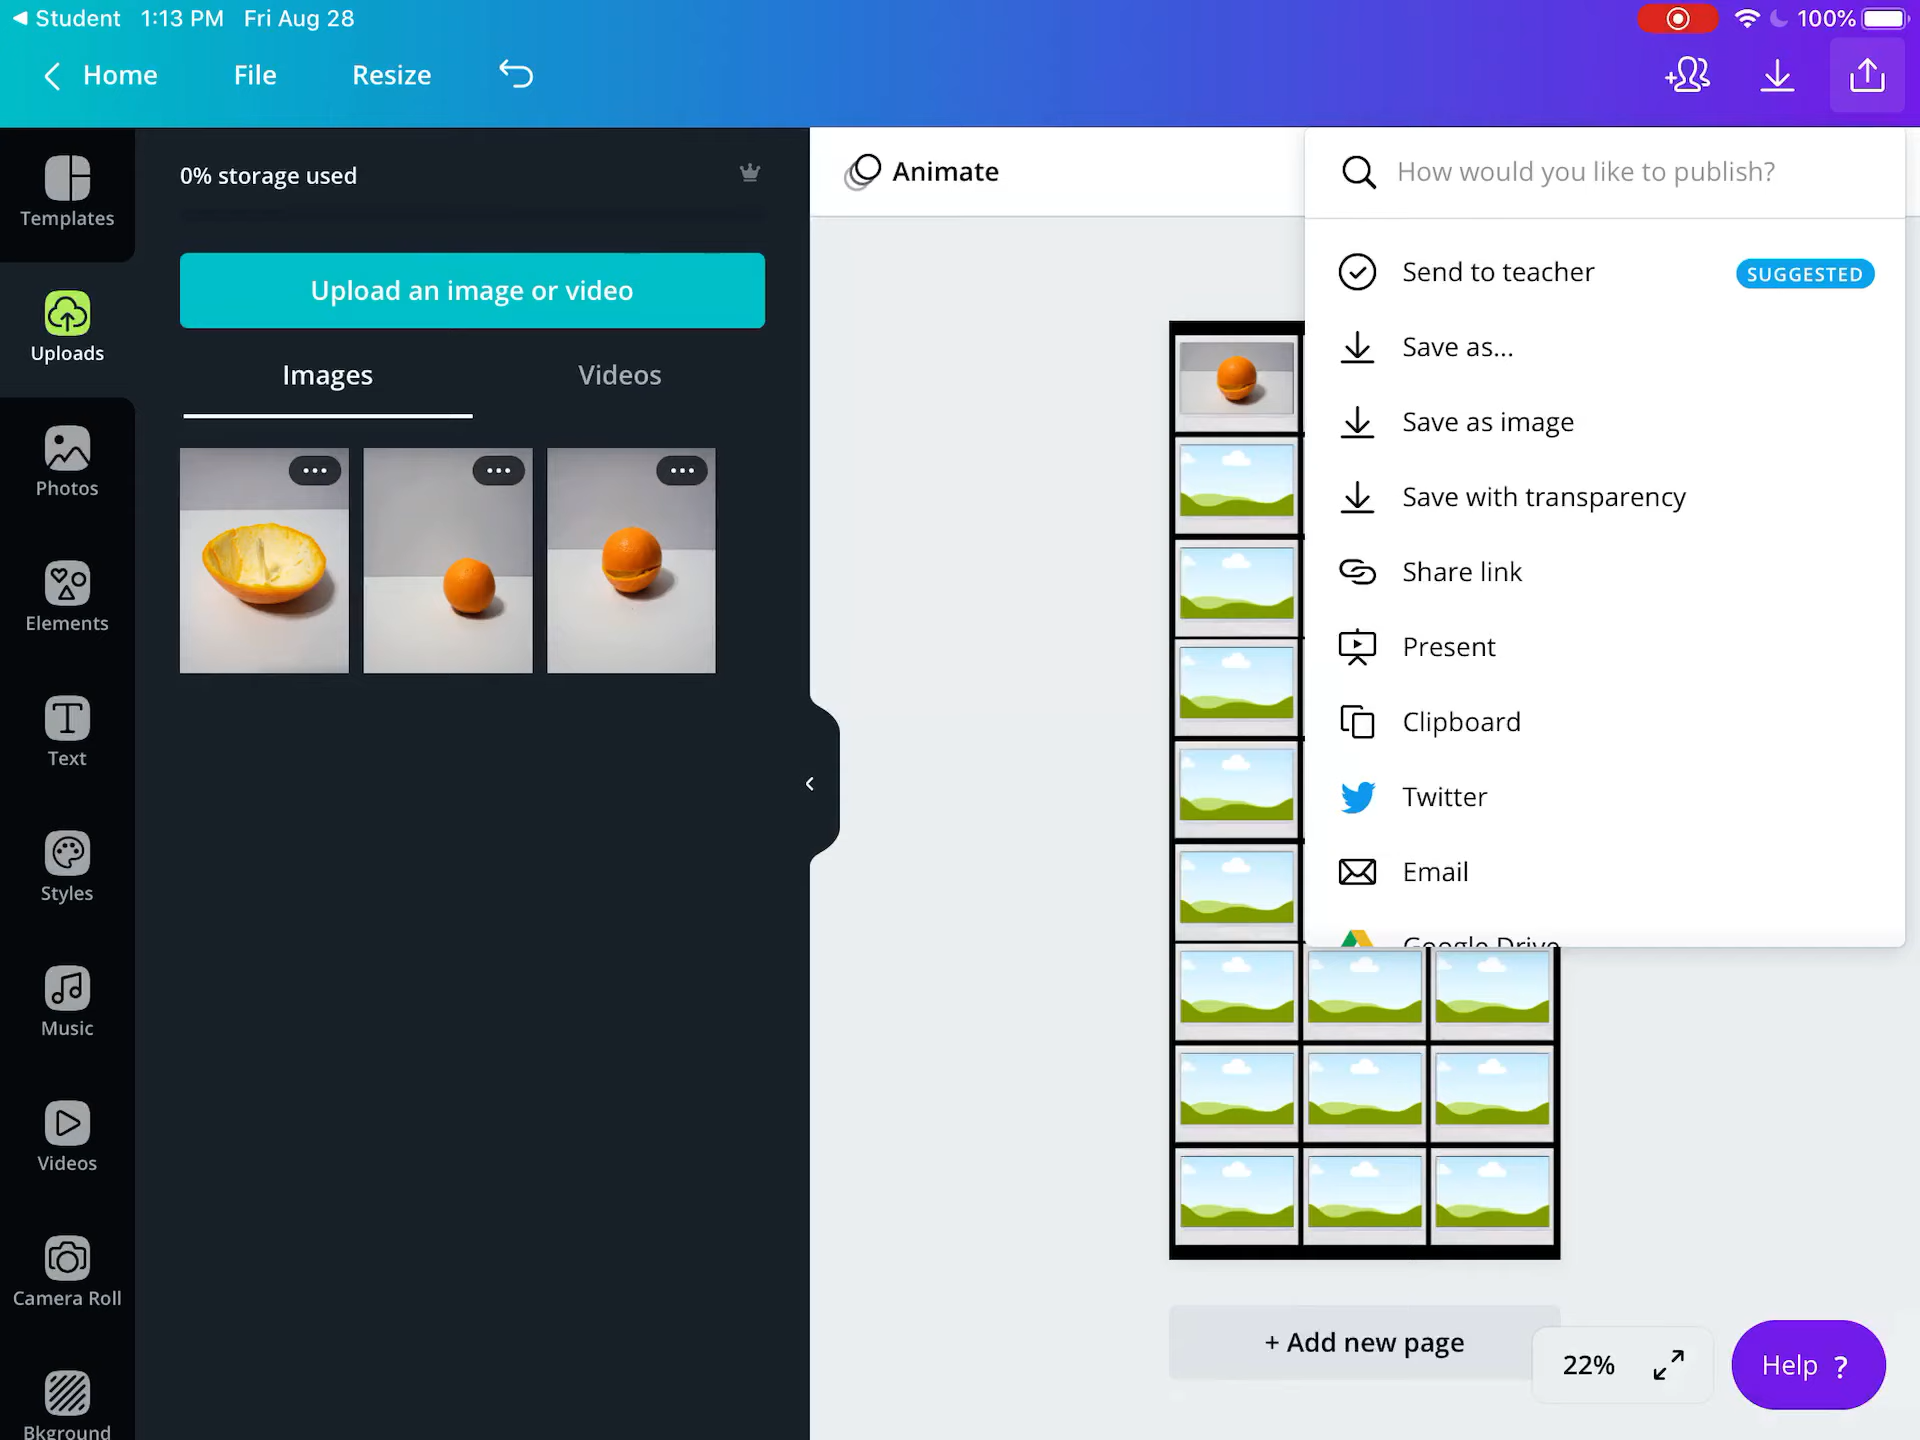 Student 1:13 PM Fri Aug 28 100%
Home File Resize
Templates
Uploads
Photos
Elements
Text
Styles
Music
Videos
Camera Roll
Bkground
0% storage used
Upload an image or video
Images Videos
Animate
How would you like to publish?
Send to teacher SUGGESTED
Save as...
Save as image
Save with transparency
Share link
Present
Clipboard
Twitter
Email
Google Drive
+ Add new page
22%
Help ?